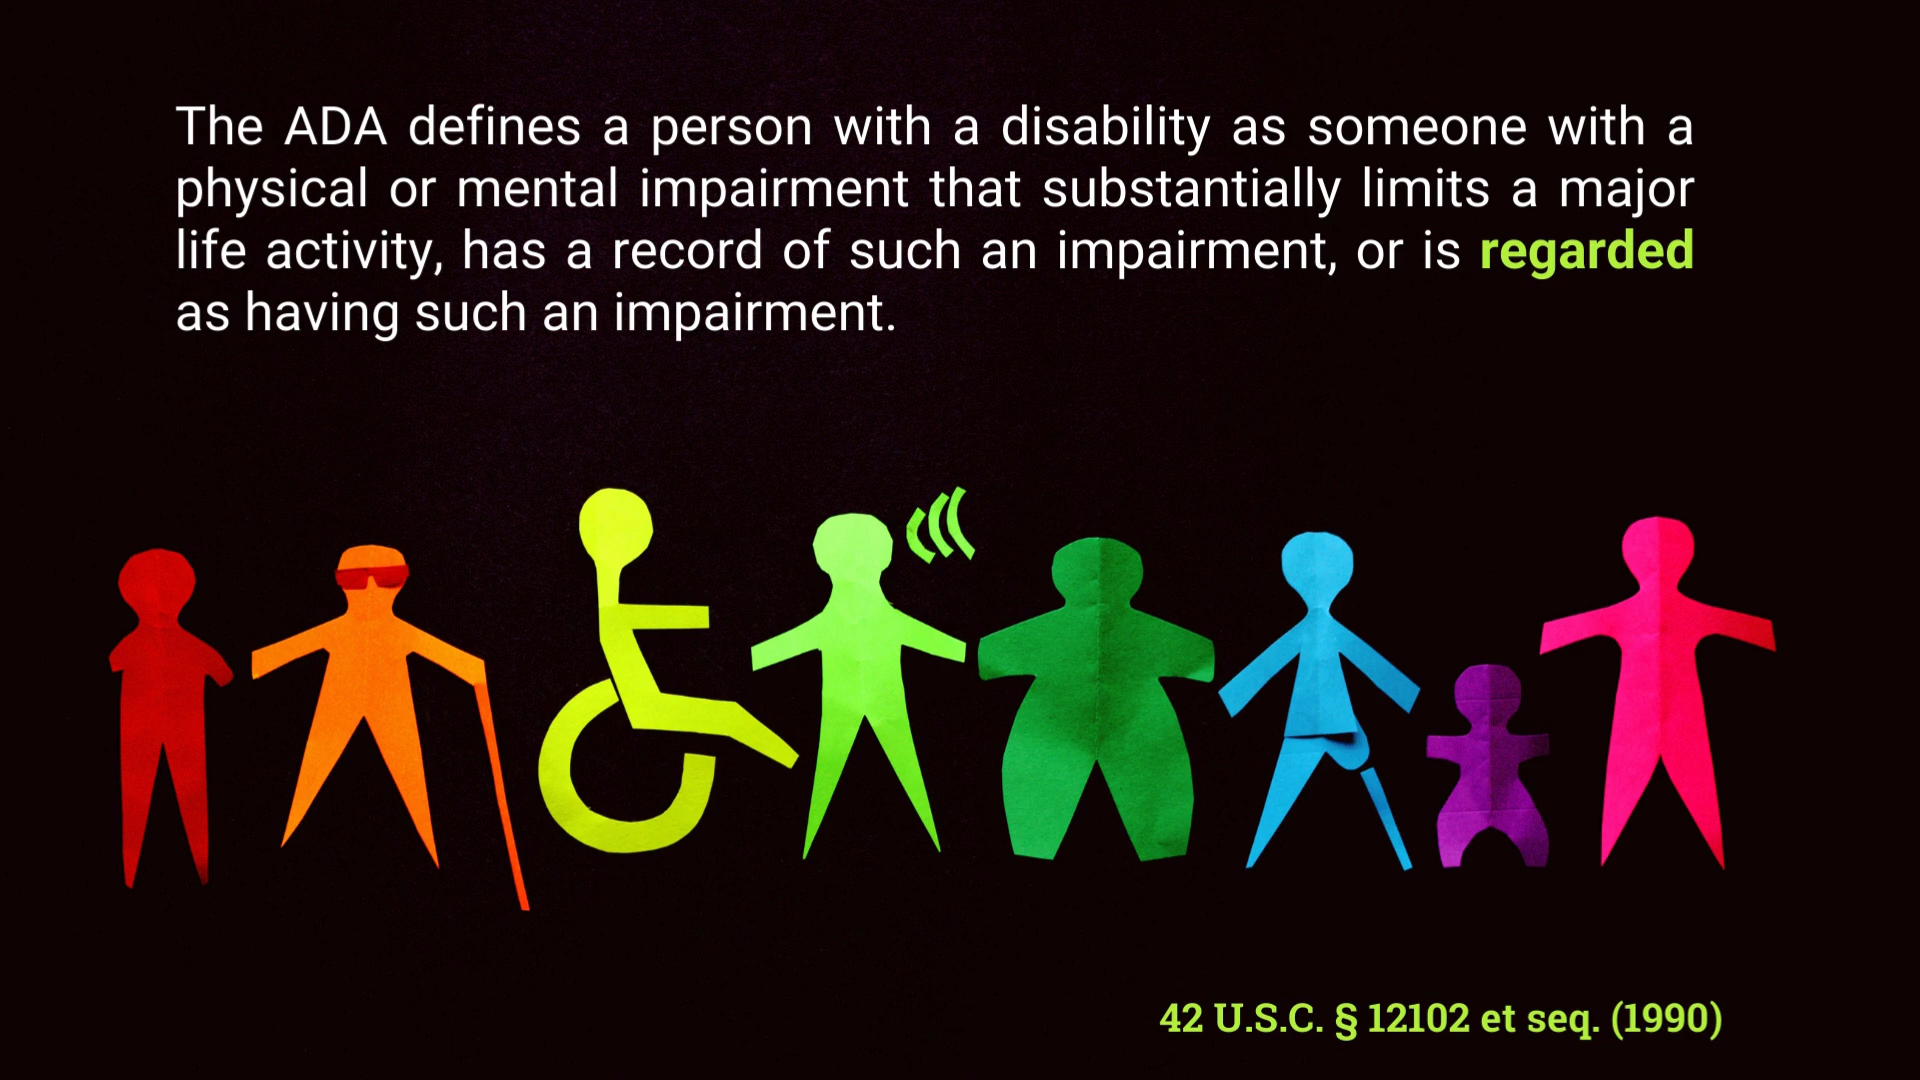 The ADA defines a person with a disability as someone with a
physical or mental impairment that substantially limits a major
life activity, has a record of such an impairment, or is regarded
as having such an impairment.
42 U.S.C. § 12102 et seq. (1990)